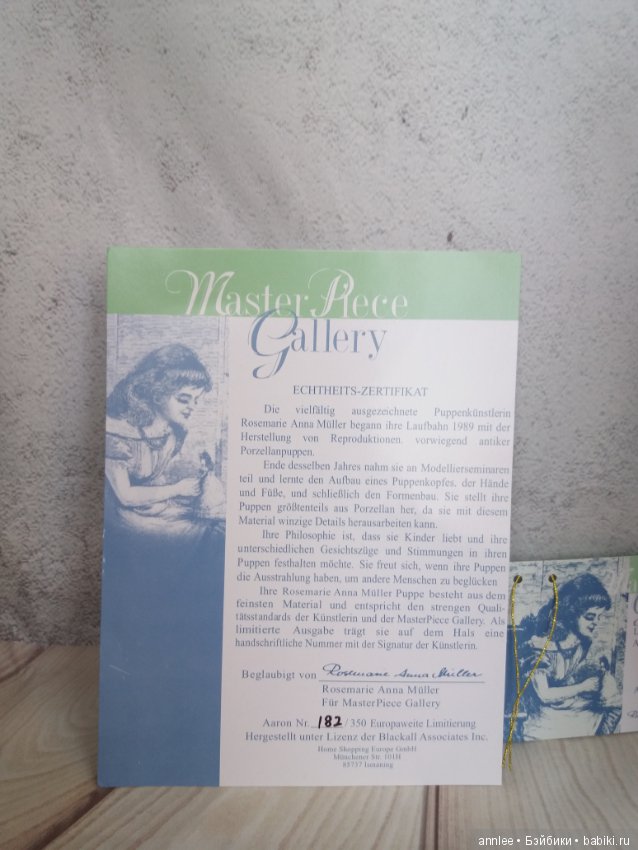 MasterPiece
Gallery
ECHTHEITS-ZERTIFIKAT
Die vielfältig ausgezeichnete Puppenkünstlerin
Rosemarie Anna Müller begann ihre Laufbahn 1989 mit der
Herstellung von Reproduktionen. vorwiegend antiker
Porzellanpuppen.
Ende desselben Jahres nahm sie an Modellierseminaren
teil und lernte den Aufbau eines Puppenkopfes, der Hände
und Füße, und schließlich den Formenbau. Sie stellt ihre
Puppen größtenteils aus Porzellan her, da sie mit diesem
Material winzige Details herausarbeiten kann.
Ihre Philosophie ist, dass sie Kinder liebt und ihre
unterschiedlichen Gesichtszüge und Stimmungen in ihren
Puppen festhalten möchte. Sie freut sich, wenn ihre Puppen
die Ausstrahlung haben, um andere Menschen zu beglücken
Ihre Rosemarie Anna Müller Puppe besteht aus dem
feinsten Material und entspricht den strengen Quali-
tätsstandards der Künstlerin und der MasterPiece Gallery. Als
limitierte Ausgabe trägt sie auf dem Hals eine
handschriftliche Nummer mit der Signatur der Künstlerin.
Beglaubigt von Rosemarie Anna Müller
Rosemarie Anna Müller
Für MasterPiece Gallery
Aaron Nr. 182/350 Europaweite Limitierung
Hergestellt unter Lizenz der Blackall Associates Inc.
Home Shopping Europe GmbH
Münchener Str. 101H
85737 Ismaning
annlee • Бэйбики • babiki.ru